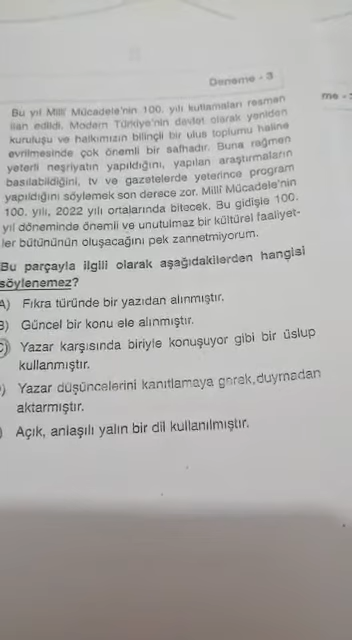 Deneme - 3
me -
Bu yıl Millî Mücadele'nin 100. yılı kutlamaları resmen
ilan edildi. Modern Türkiye'nin devlet olarak yeniden
kuruluşu ve halkımızın bilinçli bir ulus toplumu haline
evrilmesinde çok önemli bir safhadır. Buna rağmen
yeterli neşriyatın yapıldığını, yapılan araştırmaların
basılabildiğini, tv ve gazetelerde yeterince program
yapıldığını söylemek son derece zor. Millî Mücadele'nin
100. yılı, 2022 yılı ortalarında bitecek. Bu gidişle 100.
yıl döneminde önemli ve unutulmaz bir kültürel faaliyet-
ler bütününün oluşacağını pek zannetmiyorum.
Bu parçayla ilgili olarak aşağıdakilerden hangisi
söylenemez?
A) Fıkra türünde bir yazıdan alınmıştır.
B) Güncel bir konu ele alınmıştır.
C) Yazar karşısında biriyle konuşuyor gibi bir üslup
kullanmıştır.
) Yazar düşüncelerini kanıtlamaya gerek duymadan
aktarmıştır.
) Açık, anlaşılı yalın bir dil kullanılmıştır.